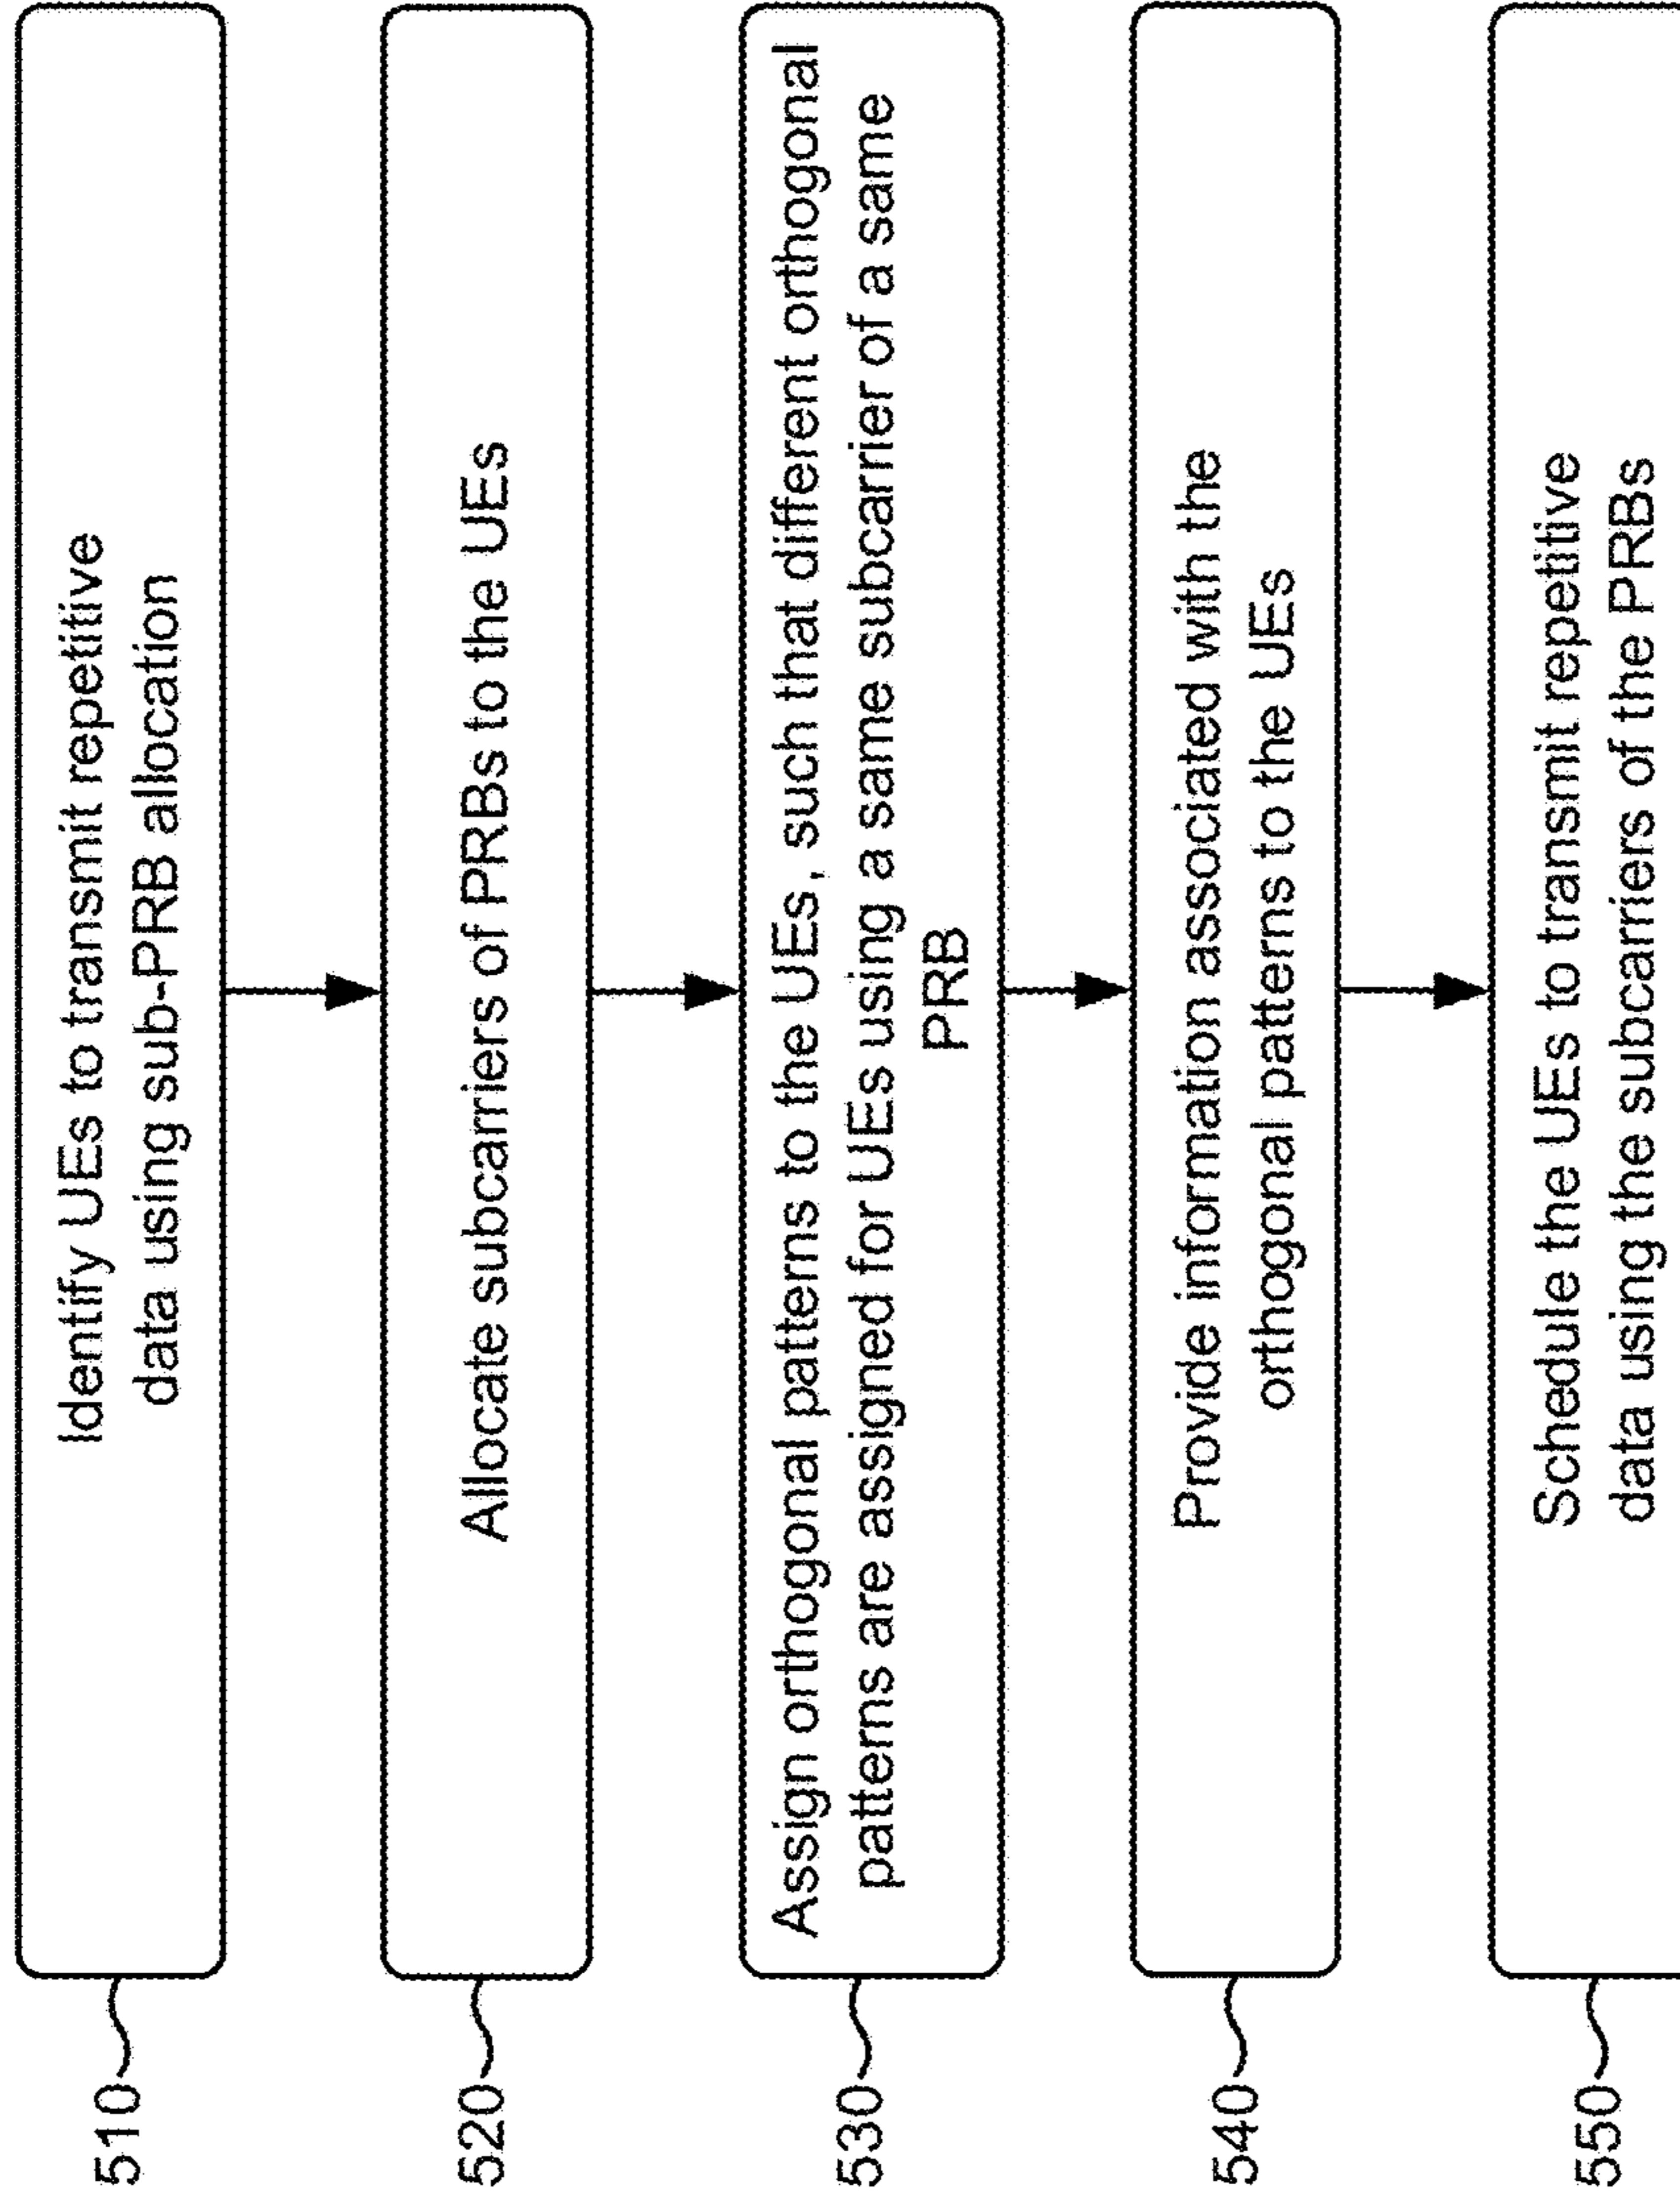 510
Identify UEs to transmit repetitive
data using sub-PRB allocation
520
Allocate subcarriers of PRBs to the UEs
530
Assign orthogonal patterns to the UEs, such that different orthogonal
patterns are assigned for UEs using a same subcarrier of a same
PRB
540
Provide information associated with the
orthogonal patterns to the UEs
550
Schedule the UEs to transmit repetitive
data using the subcarriers of the PRBs